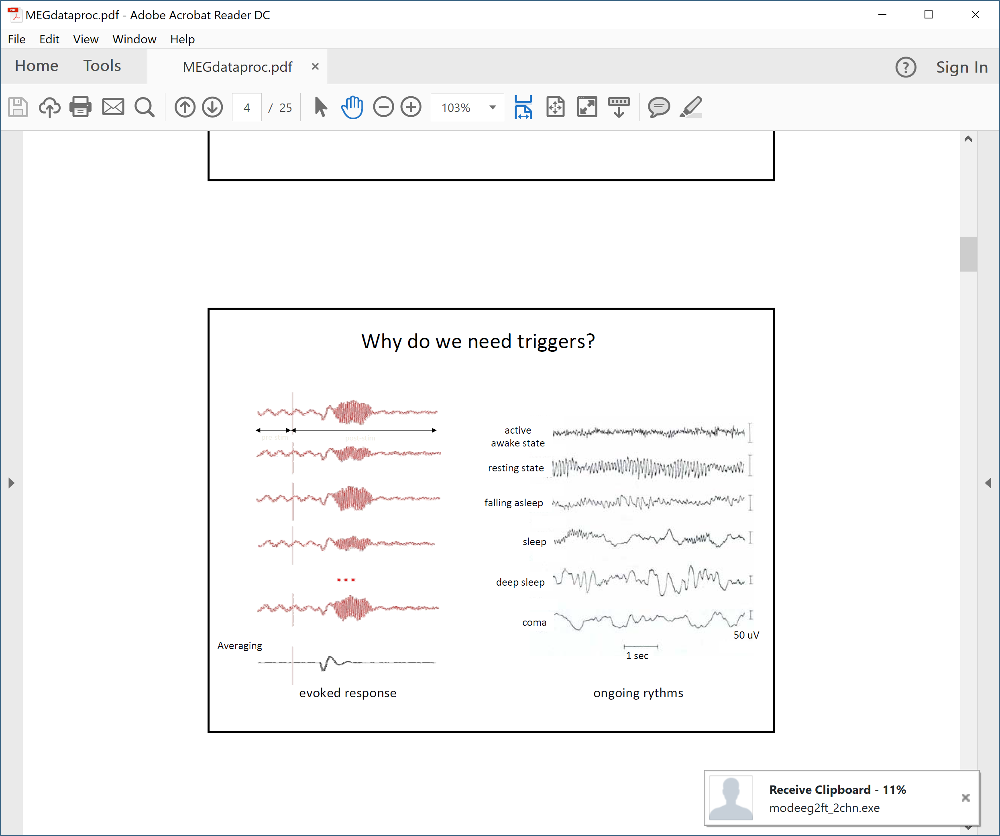 MEGdataproc.pdf - Adobe Acrobat Reader DC
File Edit View Window Help
Home Tools MEGdataproc.pdf Sign In
4 / 25 103%
Why do we need triggers?
pre-stim post-stim
active
awake state
resting state
falling asleep
sleep
deep sleep
coma
50 uV
Averaging
1 sec
evoked response
ongoing rythms
Receive Clipboard - 11%
modeeg2ft_2chn.exe